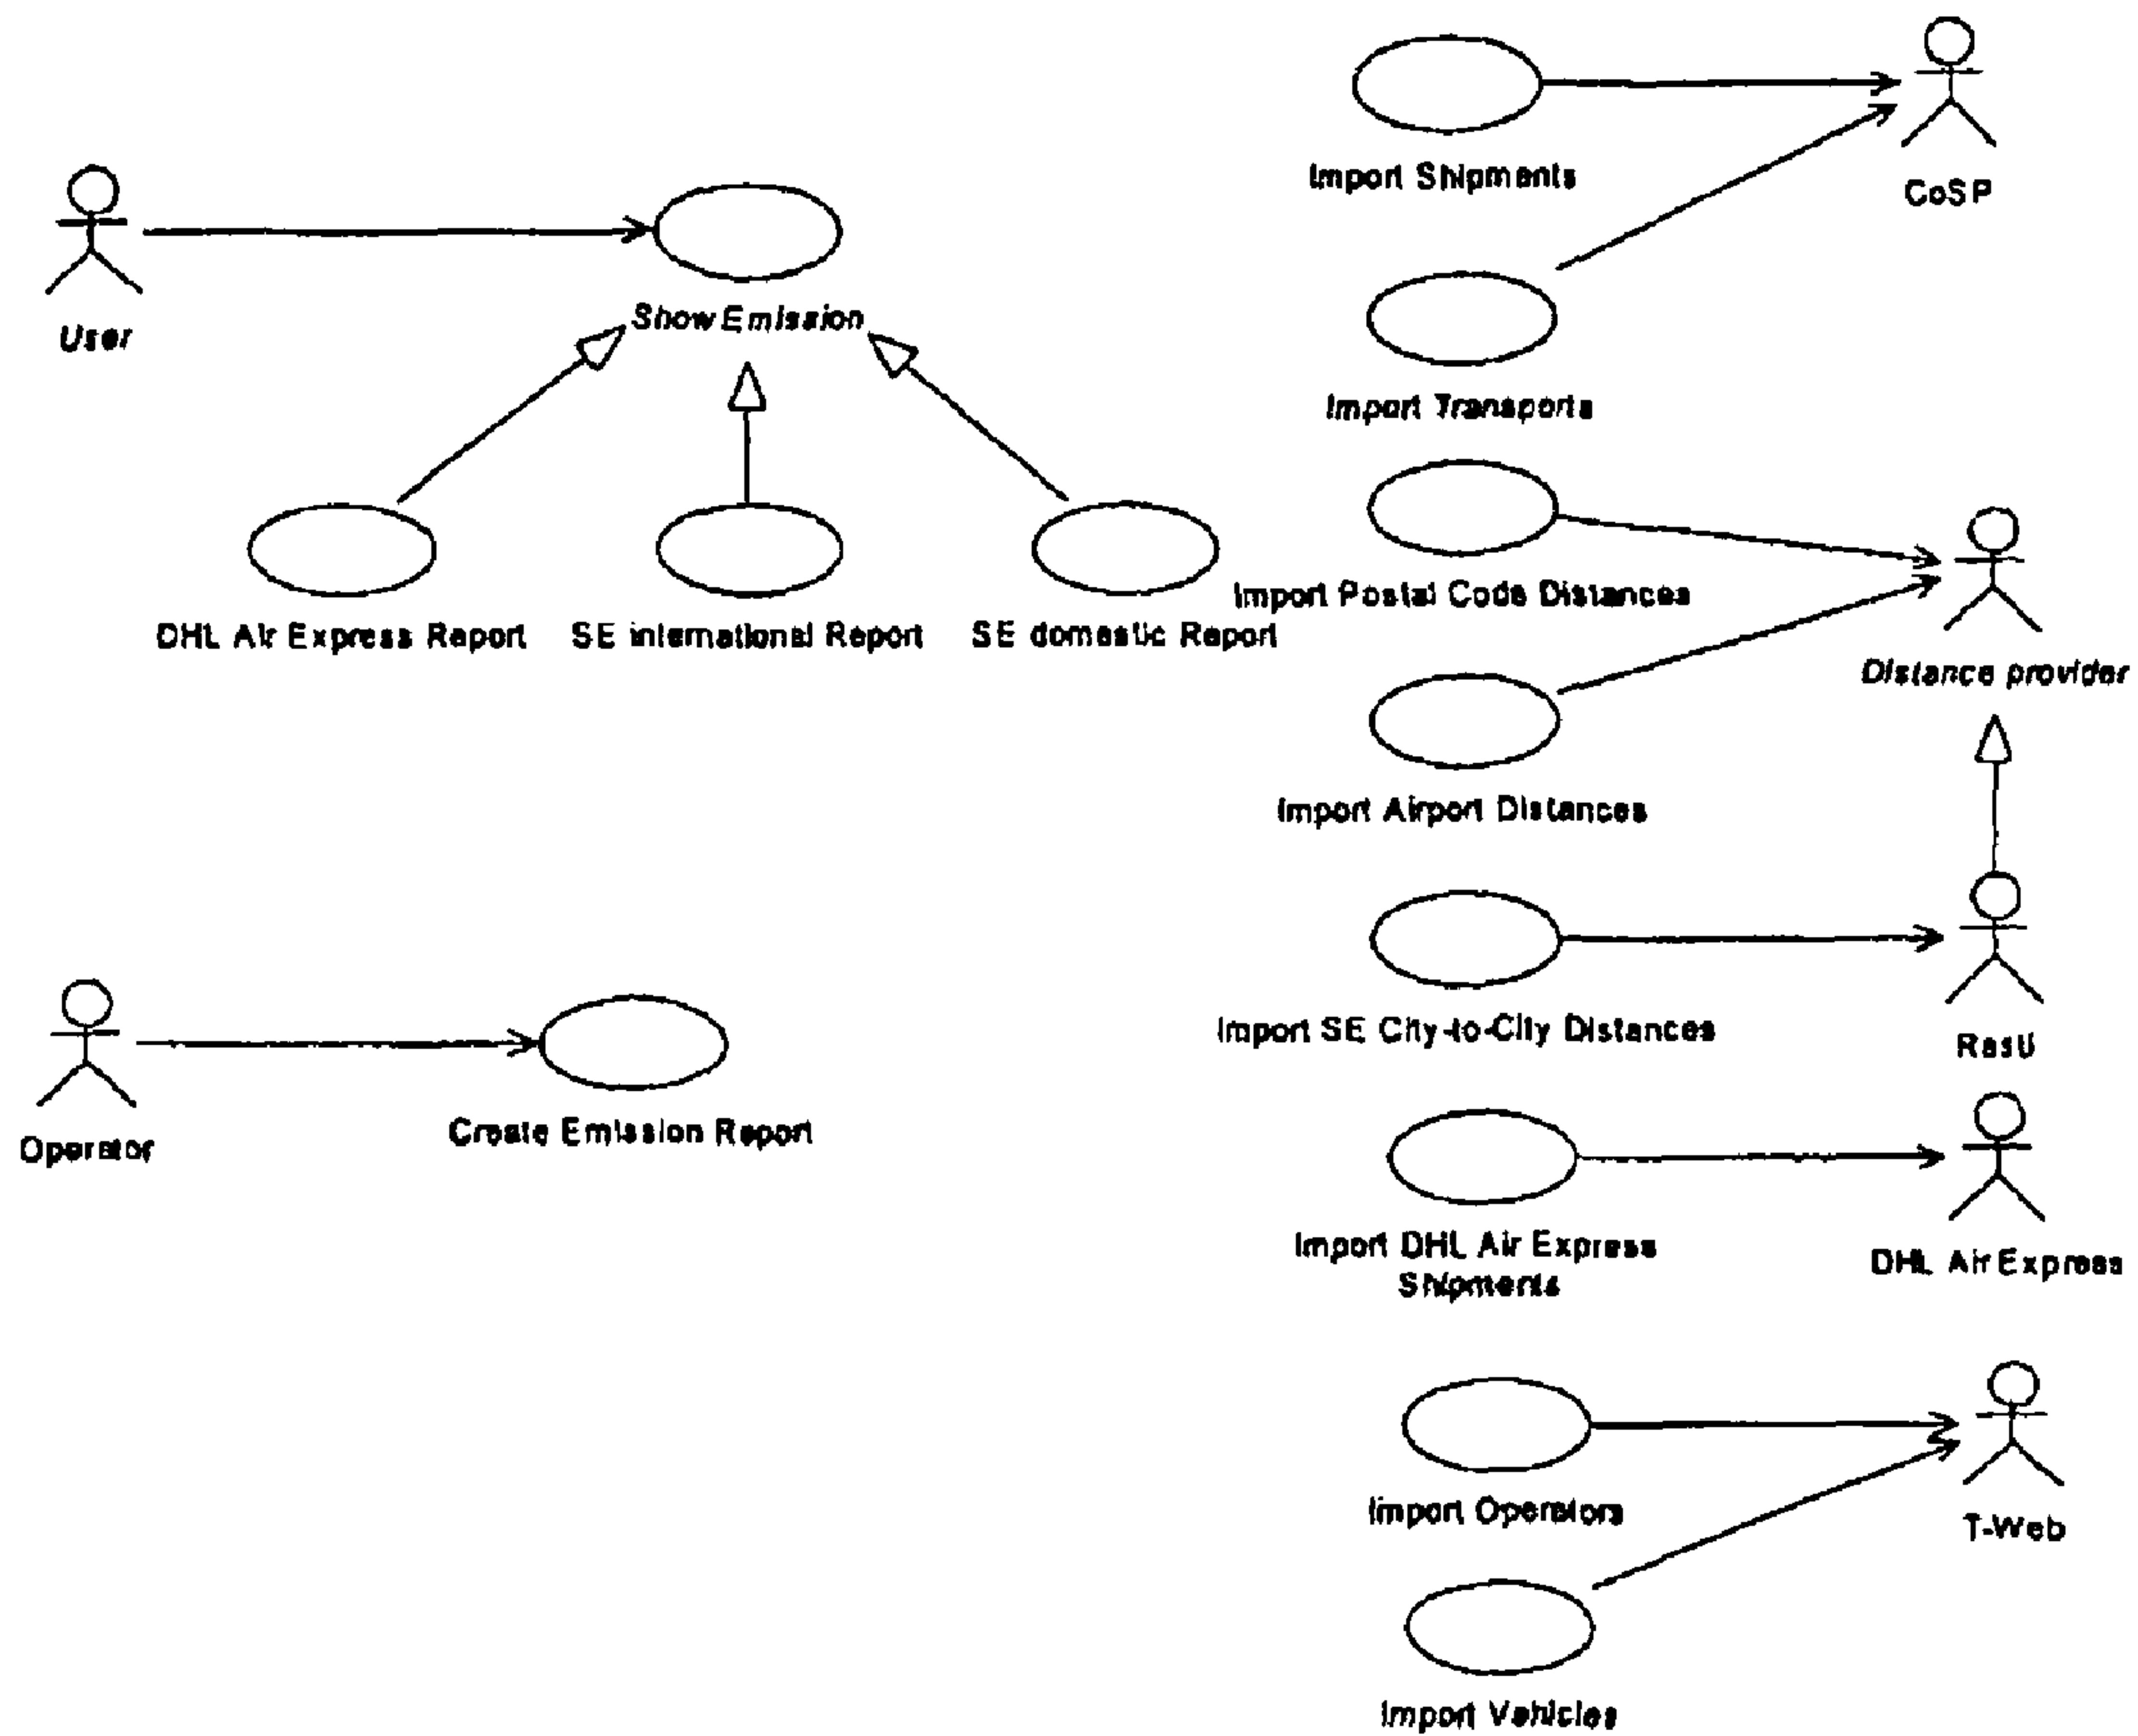 Import Shipments
CoSP
User
Show Emission
Import Transports
Import Postal Code Distances
DHL Air Express Report
SE international Report
SE domestic Report
Distance provider
Import Airport Distances
Import SE City-to-City Distances
Operator
Create Emission Report
Import DHL Air Express
Shipments
DHL Air Express
Import Operators
T-Web
Import Vehicles